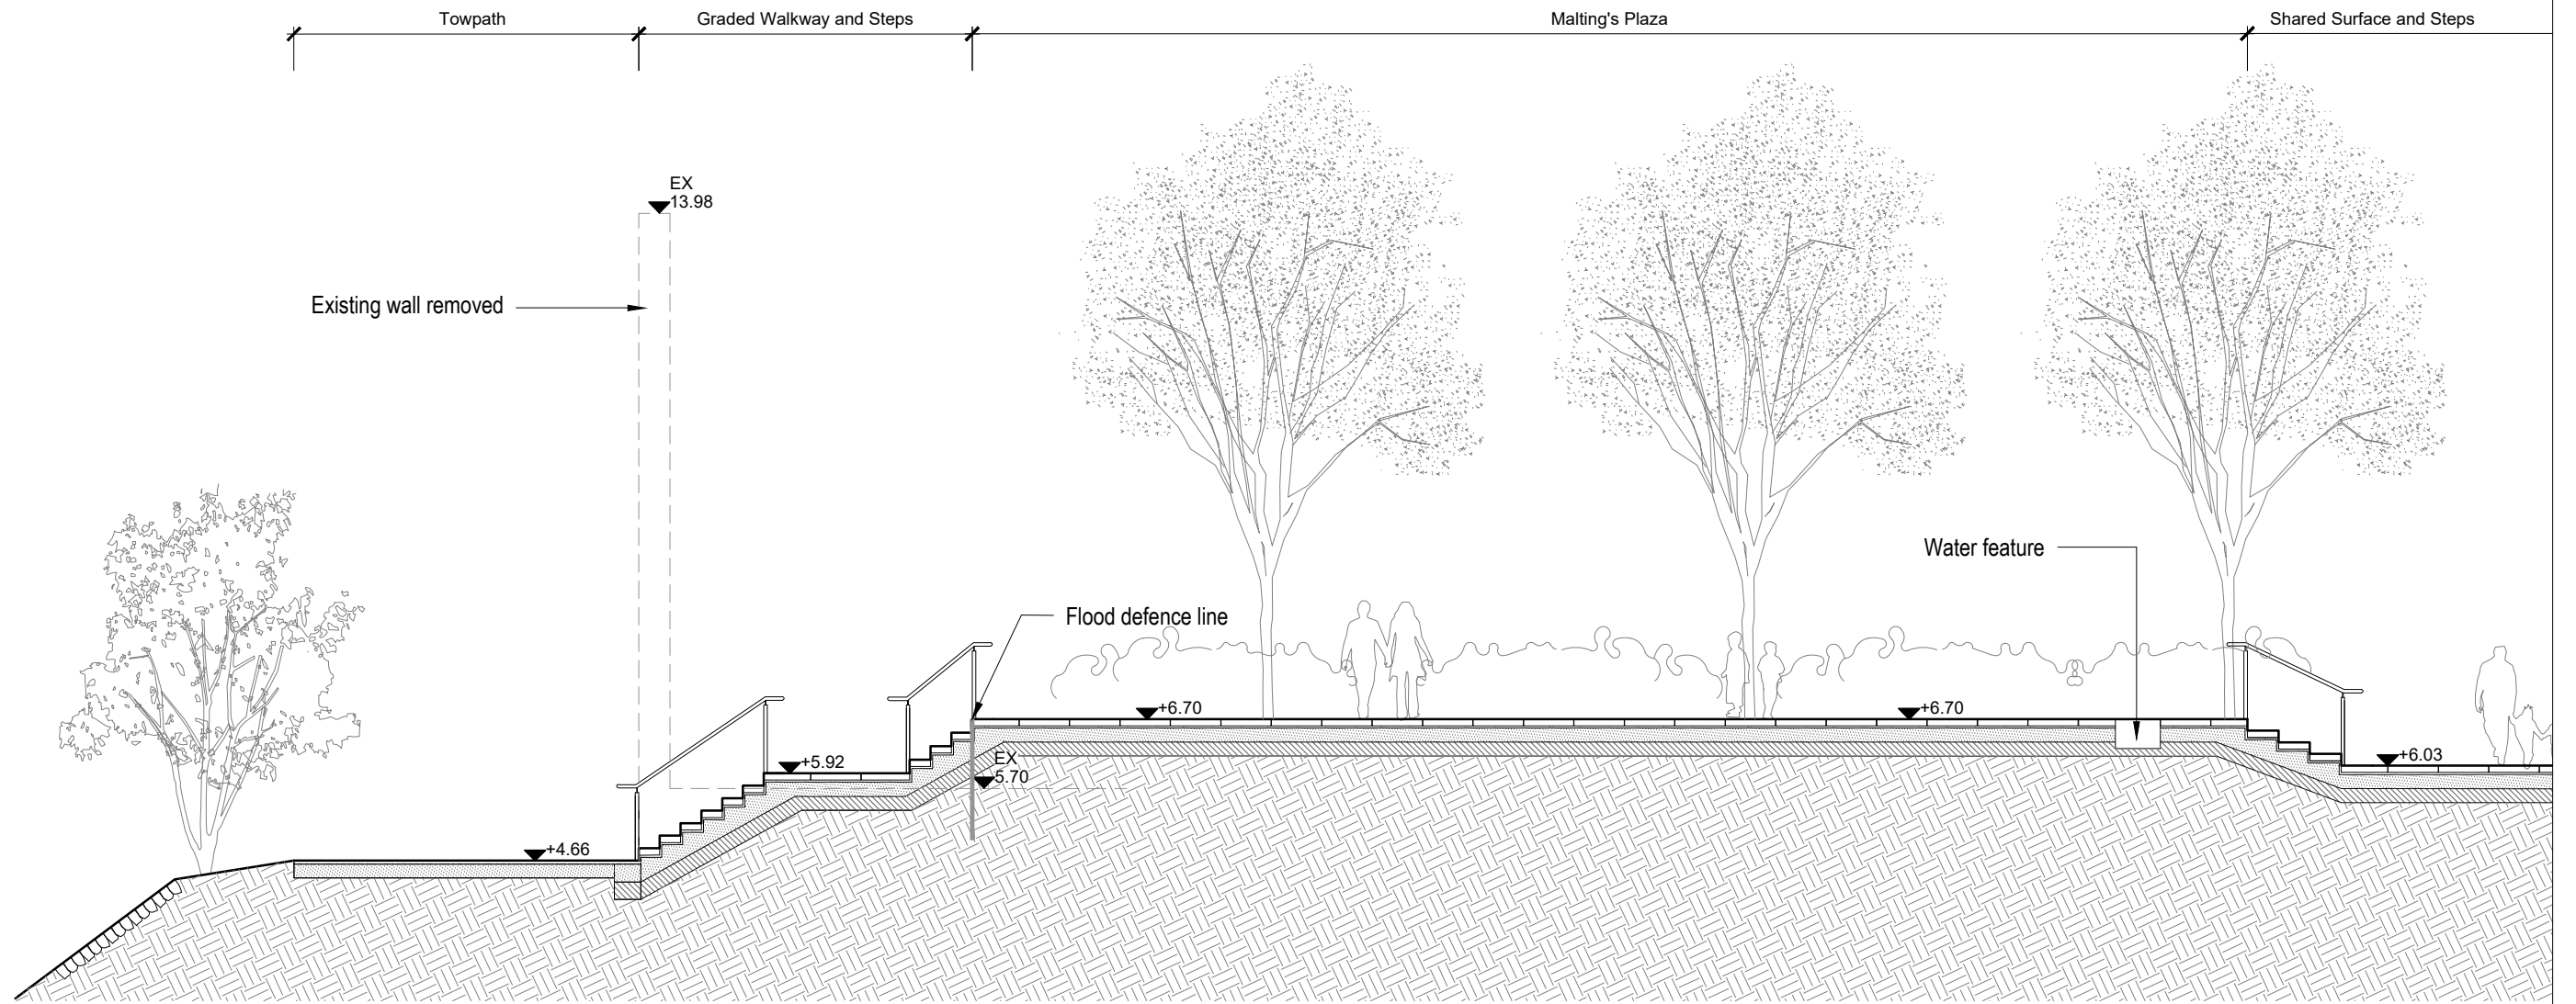 Towpath
Graded Walkway and Steps
Malting's Plaza
Shared Surface and Steps
EX
13.98
Existing wall removed
Water feature
Flood defence line
+6.70
+6.70
+5.92
EX
5.70
+6.03
+4.66